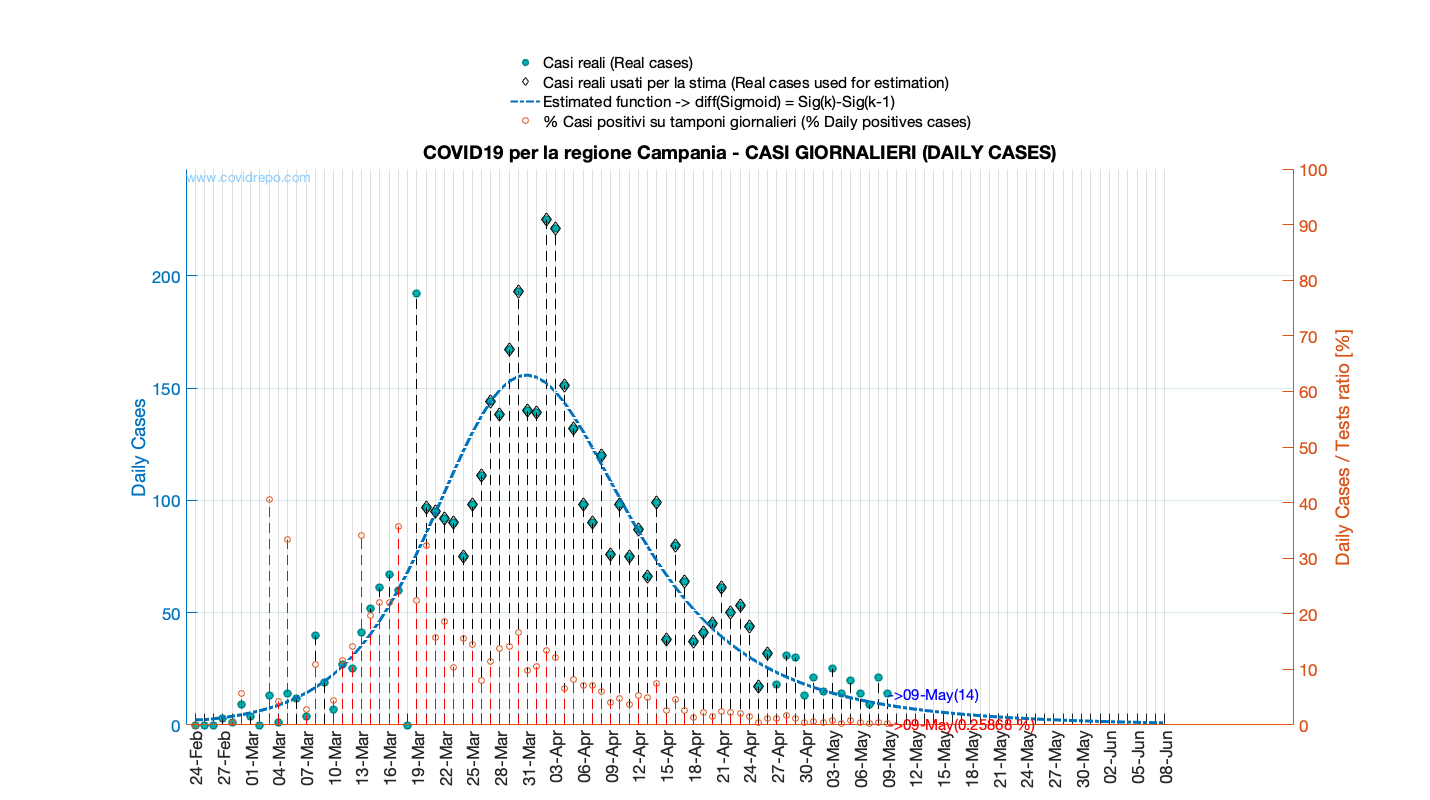 Casi reali (Real cases)
Casi reali usati per la stima (Real cases used for estimation)
Estimated function -> diff(Sigmoid) = Sig(k)-Sig(k-1)
% Casi positivi su tamponi giornalieri (% Daily positives cases)
COVID19 per la regione Campania - CASI GIORNALIERI (DAILY CASES)
www.covidrepo.com
Daily Cases
200
150
100
50
0
100
90
80
70
60
50
40
30
20
10
0
Daily Cases / Tests ratio [%]
->09-May(14)
->09-May(0.25868 %)
24-Feb
27-Feb
01-Mar
04-Mar
07-Mar
10-Mar
13-Mar
16-Mar
19-Mar
22-Mar
25-Mar
28-Mar
31-Mar
03-Apr
06-Apr
09-Apr
12-Apr
15-Apr
18-Apr
21-Apr
24-Apr
27-Apr
30-Apr
03-May
06-May
09-May
12-May
15-May
18-May
21-May
24-May
27-May
30-May
02-Jun
05-Jun
08-Jun